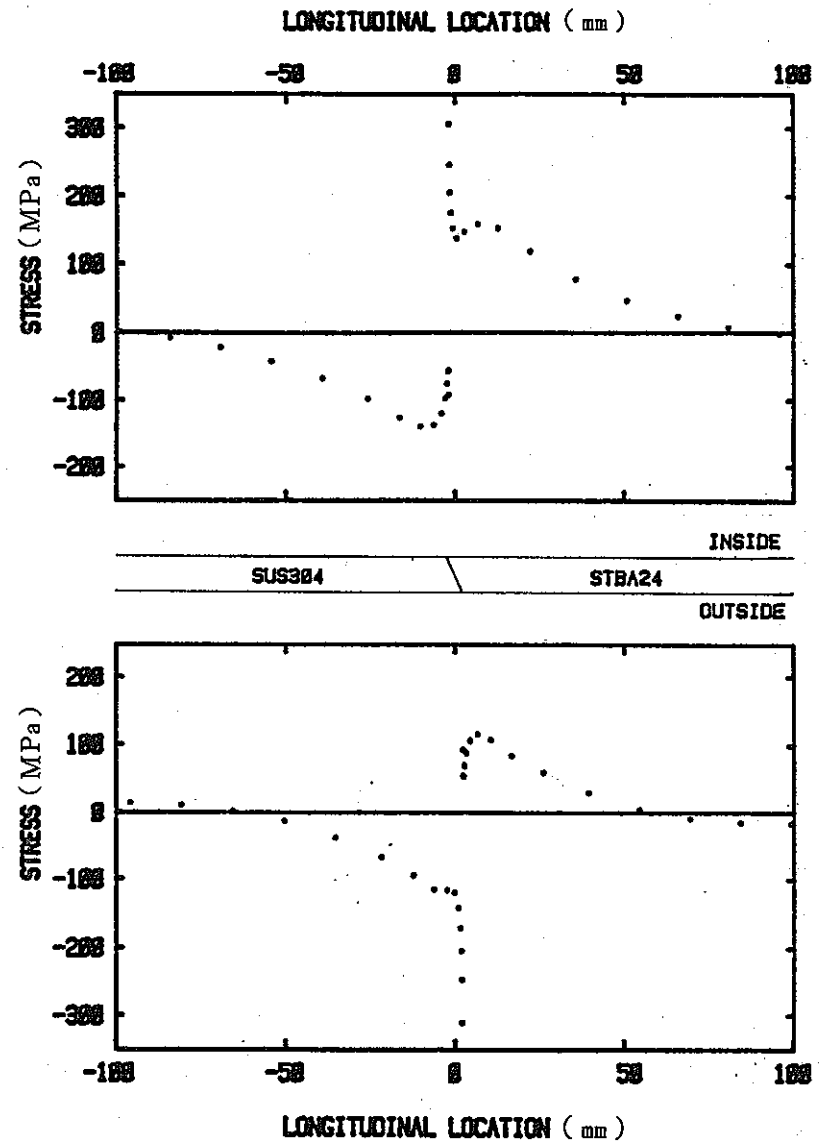 LONGITUDINAL LOCATION ( mm )
-100 -50 0 50 100
STRESS (MPa)
300
200
100
0
-100
-200
INSIDE
SUS304 STBA24
OUTSIDE
STRESS (MPa)
200
100
0
-100
-200
-300
-100 -50 0 50 100
LONGITUDINAL LOCATION ( mm )